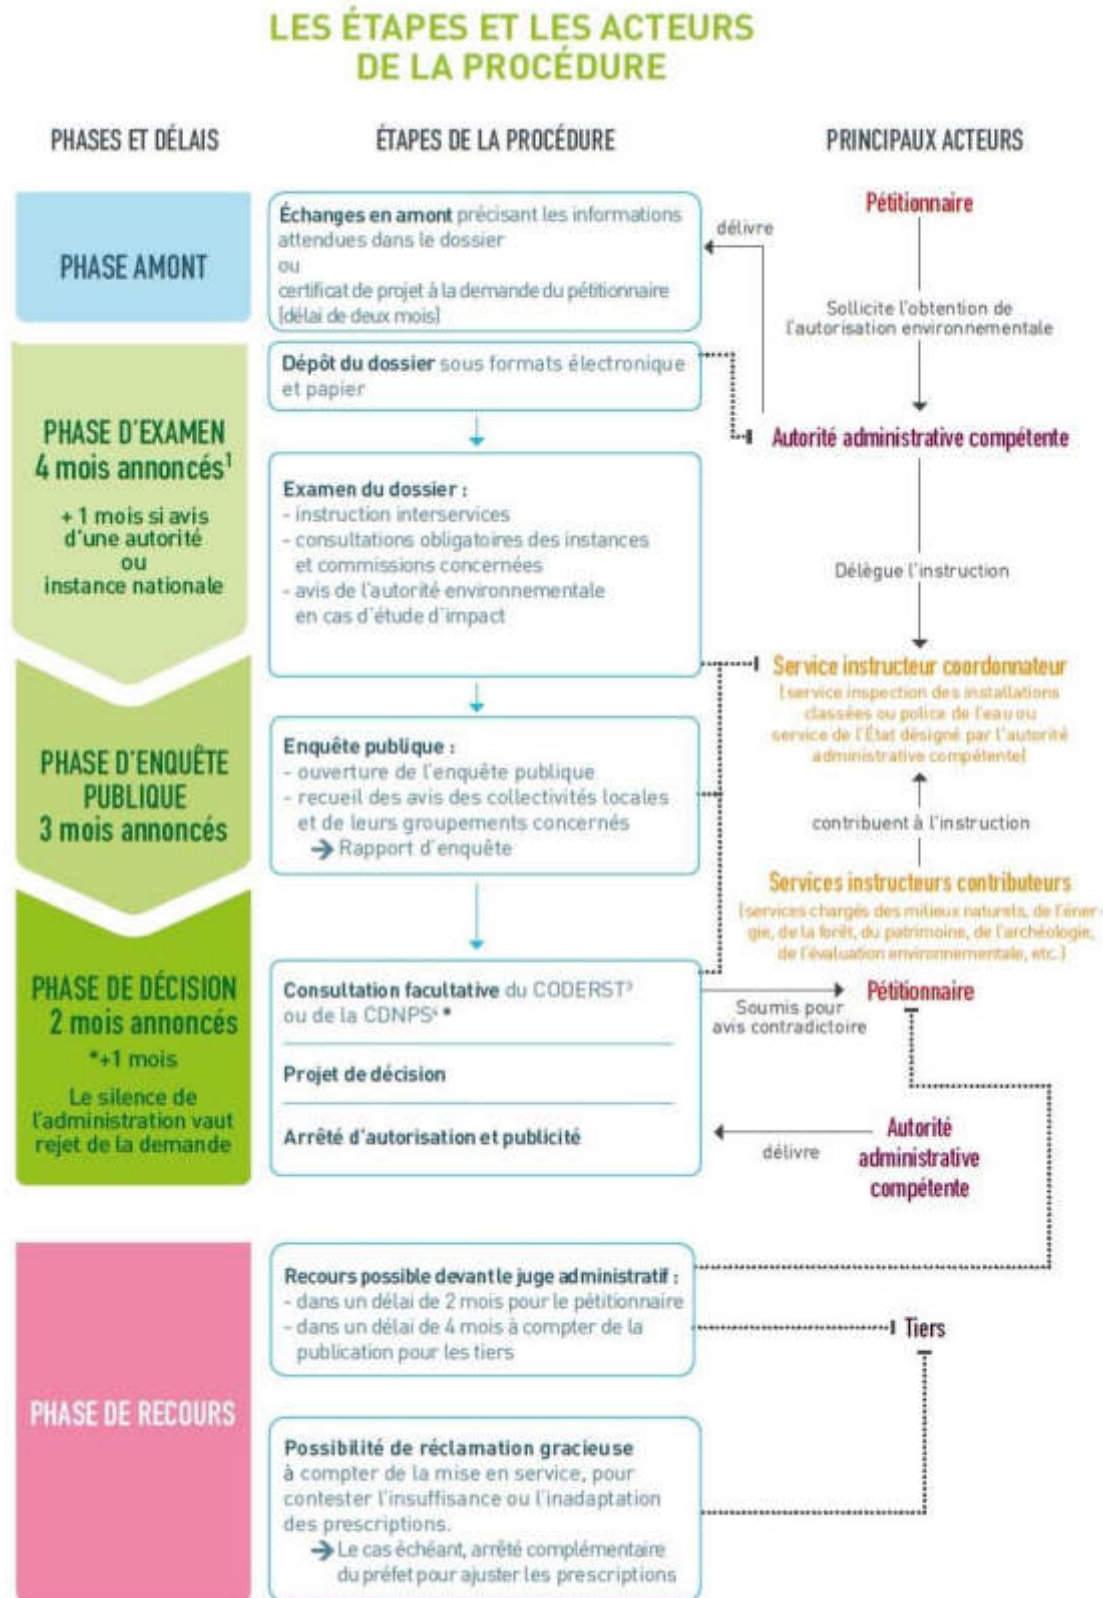 LES ÉTAPES ET LES ACTEURS
DE LA PROCÉDURE
PHASES ET DÉLAIS
ÉTAPES DE LA PROCÉDURE
PRINCIPAUX ACTEURS
PHASE AMONT
Échanges en amont précisant les informations
attendues dans le dossier
ou
certificat de projet à la demande du pétitionnaire
(délai de deux mois)
délivre
Pétitionnaire
Sollicite l'obtention de
l'autorisation environnementale
PHASE D'EXAMEN
4 mois annoncés¹
+ 1 mois si avis
d'une autorité
ou
instance nationale
Dépôt du dossier sous formats électronique
et papier
Autorité administrative compétente
Examen du dossier :
- instruction interservices
- consultations obligatoires des instances
et commissions concernées
- avis de l'autorité environnementale
en cas d'étude d'impact
Délègue l'instruction
Service instructeur coordonnateur
(service inspection des installations
classées ou police de l'eau ou
service de l'État désigné par l'autorité
administrative compétente)
PHASE D'ENQUÊTE
PUBLIQUE
3 mois annoncés
Enquête publique :
- ouverture de l'enquête publique
- recueil des avis des collectivités locales
et de leurs groupements concernés
→ Rapport d'enquête
contribuent à l'instruction
Services instructeurs contributeurs
(services chargés des milieux naturels, de l'éner-
gie, de la forêt, du patrimoine, de l'archéologie,
de l'évaluation environnementale, etc.)
PHASE DE DÉCISION
2 mois annoncés
*+1 mois
Le silence de
l'administration vaut
rejet de la demande
Consultation facultative du CODERST³
ou de la CDNPS⁴ *
Projet de décision
Arrêté d'autorisation et publicité
Soumis pour
avis contradictoire
Pétitionnaire
délivre
Autorité
administrative
compétente
PHASE DE RECOURS
Recours possible devant le juge administratif :
- dans un délai de 2 mois pour le pétitionnaire
- dans un délai de 4 mois à compter de la
publication pour les tiers
Tiers
Possibilité de réclamation gracieuse
à compter de la mise en service, pour
contester l'insuffisance ou l'inadaptation
des prescriptions.
→ Le cas échéant, arrêté complémentaire
du préfet pour ajuster les prescriptions